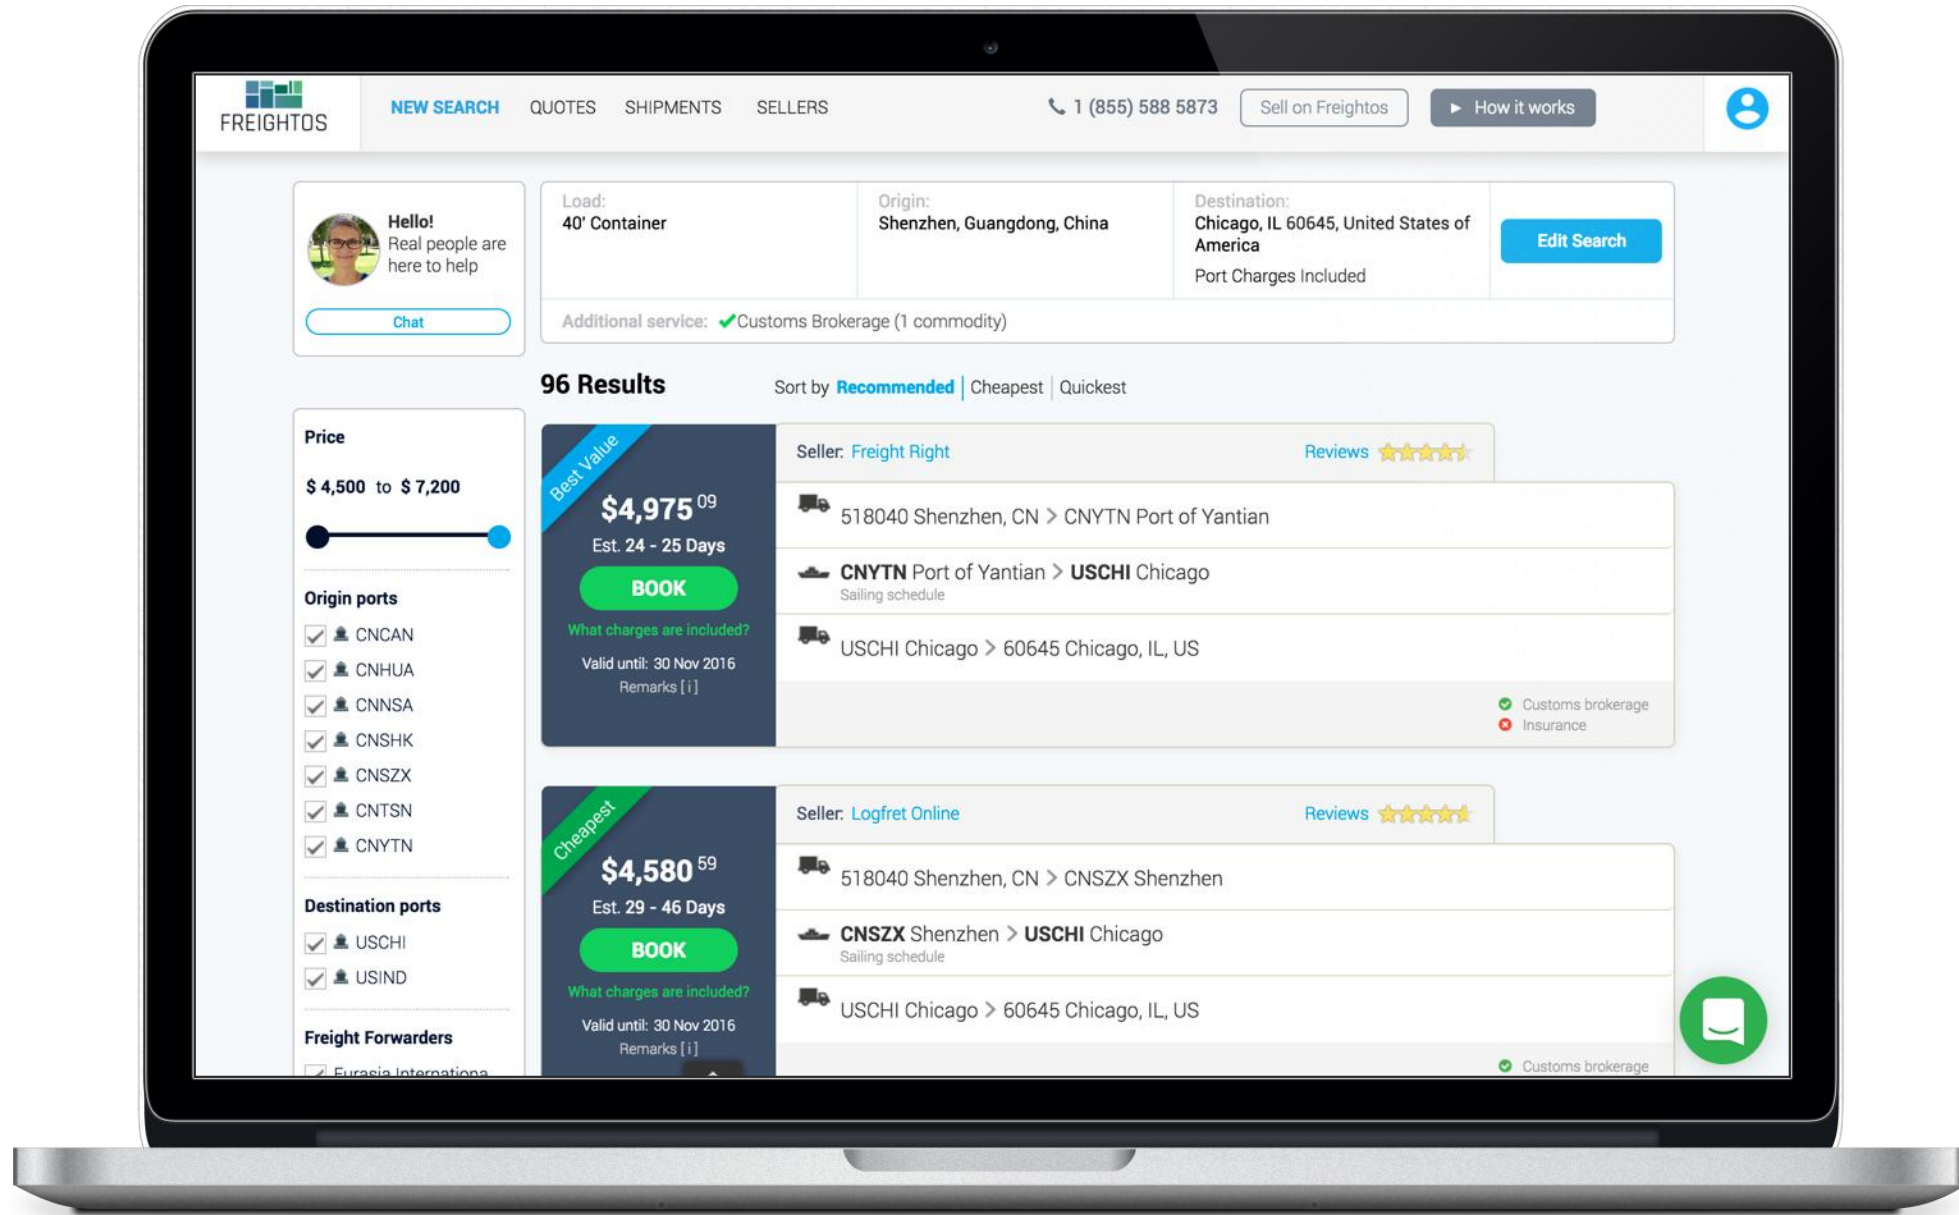 FREIGHTOS
NEW SEARCH
QUOTES
SHIPMENTS
SELLERS
1 (855) 588 5873
Sell on Freightos
How it works
Hello!
Real people are
here to help
Chat
Load:
40' Container
Origin:
Shenzhen, Guangdong, China
Destination:
Chicago, IL 60645, United States of
America
Port Charges Included
Edit Search
Additional service: Customs Brokerage (1 commodity)
96 Results
Sort by Recommended | Cheapest | Quickest
Price
$ 4,500 to $ 7,200
Origin ports
CNCAN
CNHUA
CNNSA
CNSHK
CNSZX
CNTSN
CNYTN
Destination ports
USCHI
USIND
Freight Forwarders
Eurasia Internationa
Best Value
$4,975 09
Est. 24 - 25 Days
BOOK
What charges are included?
Valid until: 30 Nov 2016
Remarks [ i ]
Seller: Freight Right
Reviews
518040 Shenzhen, CN > CNYTN Port of Yantian
CNYTN Port of Yantian > USCHI Chicago
Sailing schedule
USCHI Chicago > 60645 Chicago, IL, US
Customs brokerage
Insurance
Cheapest
$4,580 59
Est. 29 - 46 Days
BOOK
What charges are included?
Valid until: 30 Nov 2016
Remarks [ i ]
Seller: Logfret Online
Reviews
518040 Shenzhen, CN > CNSZX Shenzhen
CNSZX Shenzhen > USCHI Chicago
Sailing schedule
USCHI Chicago > 60645 Chicago, IL, US
Customs brokerage